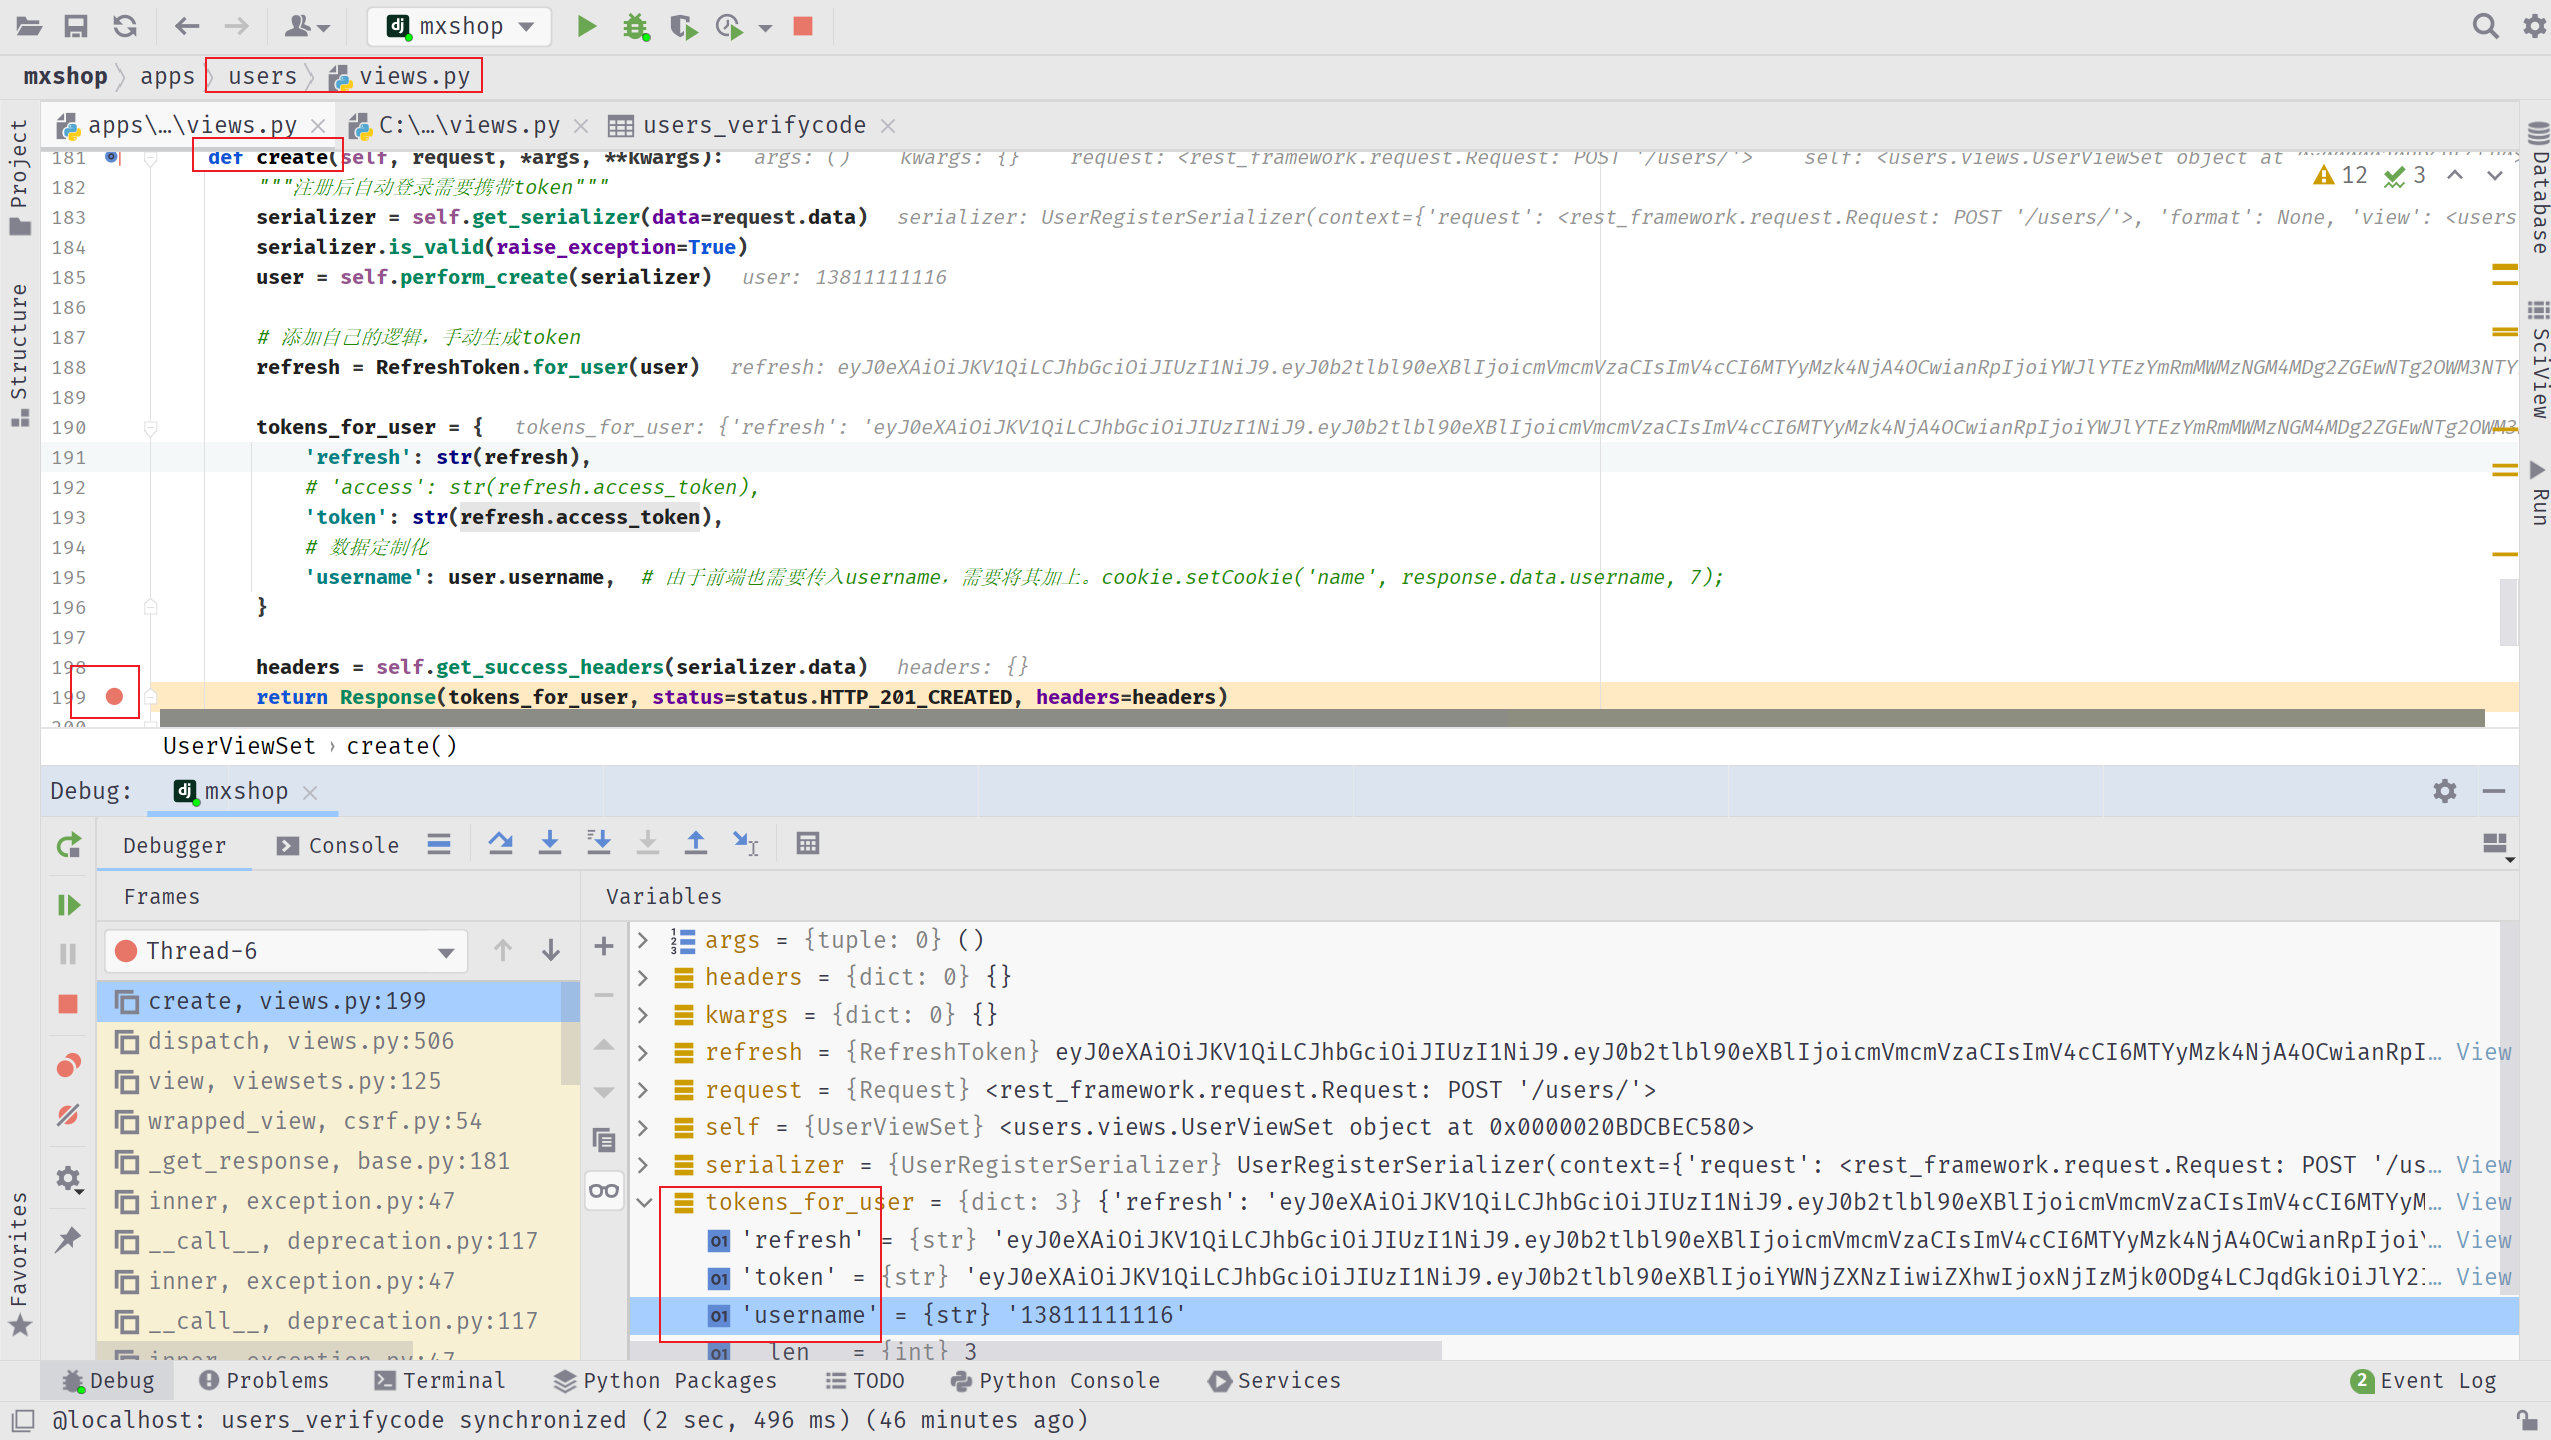 mxshop
mxshop apps users views.py
apps\...\views.py C:\...\views.py users_verifycode
181 def create(self, request, *args, **kwargs): args: () kwargs: {} request: <rest_framework.request.Request: POST '/users/'> self: <users.views.UserViewSet object at
12 3
182 """注册后自动登录需要携带token"""
183 serializer = self.get_serializer(data=request.data) serializer: UserRegisterSerializer(context={'request': <rest_framework.request.Request: POST '/users/'>, 'format': None, 'view': <users
184 serializer.is_valid(raise_exception=True)
185 user = self.perform_create(serializer) user: 13811111116
186
187 # 添加自己的逻辑，手动生成token
188 refresh = RefreshToken.for_user(user) refresh: eyJ0eXAiOiJKV1QiLCJhbGciOiJIUzI1NiJ9.eyJ0b2tlbl90eXBlIjoicmVmcmVzaCIsImV4cCI6MTYyMzk4NjA4OCwianRpIjoiYWJlYTEzYmRmMWMzNGM4MDg2ZGEwNTg2OWM3NTY
189
190 tokens_for_user = { tokens_for_user: {'refresh': 'eyJ0eXAiOiJKV1QiLCJhbGciOiJIUzI1NiJ9.eyJ0b2tlbl90eXBlIjoicmVmcmVzaCIsImV4cCI6MTYyMzk4NjA4OCwianRpIjoiYWJlYTEzYmRmMWMzNGM4MDg2ZGEwNTg2OWM3
191 'refresh': str(refresh),
192 # 'access': str(refresh.access_token),
193 'token': str(refresh.access_token),
194 # 数据定制化
195 'username': user.username, # 由于前端也需要传入username，需要将其加上。cookie.setCookie('name', response.data.username, 7);
196 }
197
198 headers = self.get_success_headers(serializer.data) headers: {}
199 return Response(tokens_for_user, status=status.HTTP_201_CREATED, headers=headers)
200
UserViewSet › create()
Project
Structure
Favorites
Database
SciView
Run
Debug: mxshop
Debugger Console
Frames
Variables
Thread-6
create, views.py:199
dispatch, views.py:506
view, viewsets.py:125
wrapped_view, csrf.py:54
_get_response, base.py:181
inner, exception.py:47
__call__, deprecation.py:117
inner, exception.py:47
__call__, deprecation.py:117
inner, exception.py:47
args = {tuple: 0} ()
headers = {dict: 0} {}
kwargs = {dict: 0} {}
refresh = {RefreshToken} eyJ0eXAiOiJKV1QiLCJhbGciOiJIUzI1NiJ9.eyJ0b2tlbl90eXBlIjoicmVmcmVzaCIsImV4cCI6MTYyMzk4NjA4OCwianRpI... View
request = {Request} <rest_framework.request.Request: POST '/users/'>
self = {UserViewSet} <users.views.UserViewSet object at 0x0000020BDCBEC580>
serializer = {UserRegisterSerializer} UserRegisterSerializer(context={'request': <rest_framework.request.Request: POST '/us... View
tokens_for_user = {dict: 3} {'refresh': 'eyJ0eXAiOiJKV1QiLCJhbGciOiJIUzI1NiJ9.eyJ0b2tlbl90eXBlIjoicmVmcmVzaCIsImV4cCI6MTYyM... View
'refresh' = {str} 'eyJ0eXAiOiJKV1QiLCJhbGciOiJIUzI1NiJ9.eyJ0b2tlbl90eXBlIjoicmVmcmVzaCIsImV4cCI6MTYyMzk4NjA4OCwianRpIjoiY... View
'token' = {str} 'eyJ0eXAiOiJKV1QiLCJhbGciOiJIUzI1NiJ9.eyJ0b2tlbl90eXBlIjoiYWNjZXNzIiwiZXhwIjoxNjIzMjk0ODg4LCJqdGkiOiJlY2I... View
'username' = {str} '13811111116'
__len__ = {int} 3
Debug Problems Terminal Python Packages TODO Python Console Services 2 Event Log
@localhost: users_verifycode synchronized (2 sec, 496 ms) (46 minutes ago)